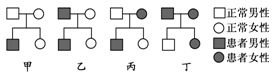 正常男性
正常女性
患者男性
患者女性
甲 乙 丙 丁